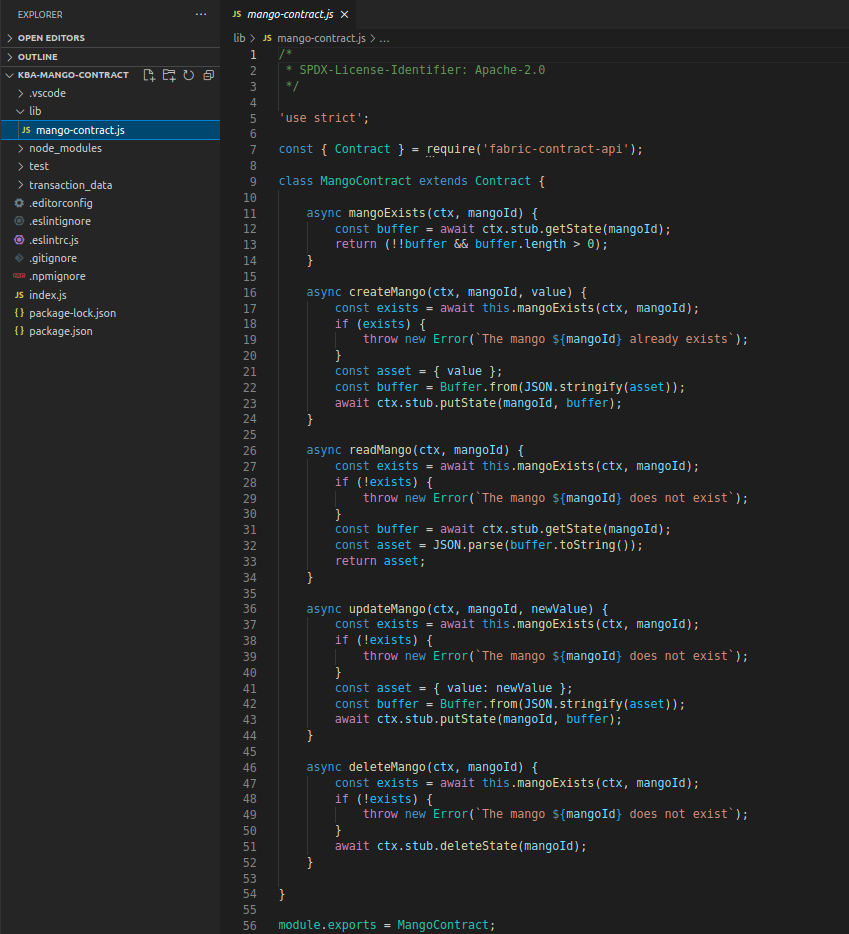 EXPLORER
OPEN EDITORS
OUTLINE
KBA-MANGO-CONTRACT
.vscode
lib
JS mango-contract.js
node_modules
test
transaction_data
.editorconfig
.eslintignore
.eslintrc.js
.gitignore
.npmignore
JS index.js
{} package-lock.json
{} package.json
JS mango-contract.js
lib > JS mango-contract.js > ...
1 /*
2  * SPDX-License-Identifier: Apache-2.0
3  */
4
5 'use strict';
6
7 const { Contract } = require('fabric-contract-api');
8
9 class MangoContract extends Contract {
10
11     async mangoExists(ctx, mangoId) {
12         const buffer = await ctx.stub.getState(mangoId);
13         return (!!buffer && buffer.length > 0);
14     }
15
16     async createMango(ctx, mangoId, value) {
17         const exists = await this.mangoExists(ctx, mangoId);
18         if (exists) {
19             throw new Error(`The mango ${mangoId} already exists`);
20         }
21         const asset = { value };
22         const buffer = Buffer.from(JSON.stringify(asset));
23         await ctx.stub.putState(mangoId, buffer);
24     }
25
26     async readMango(ctx, mangoId) {
27         const exists = await this.mangoExists(ctx, mangoId);
28         if (!exists) {
29             throw new Error(`The mango ${mangoId} does not exist`);
30         }
31         const buffer = await ctx.stub.getState(mangoId);
32         const asset = JSON.parse(buffer.toString());
33         return asset;
34     }
35
36     async updateMango(ctx, mangoId, newValue) {
37         const exists = await this.mangoExists(ctx, mangoId);
38         if (!exists) {
39             throw new Error(`The mango ${mangoId} does not exist`);
40         }
41         const asset = { value: newValue };
42         const buffer = Buffer.from(JSON.stringify(asset));
43         await ctx.stub.putState(mangoId, buffer);
44     }
45
46     async deleteMango(ctx, mangoId) {
47         const exists = await this.mangoExists(ctx, mangoId);
48         if (!exists) {
49             throw new Error(`The mango ${mangoId} does not exist`);
50         }
51         await ctx.stub.deleteState(mangoId);
52     }
53
54 }
55
56 module.exports = MangoContract;